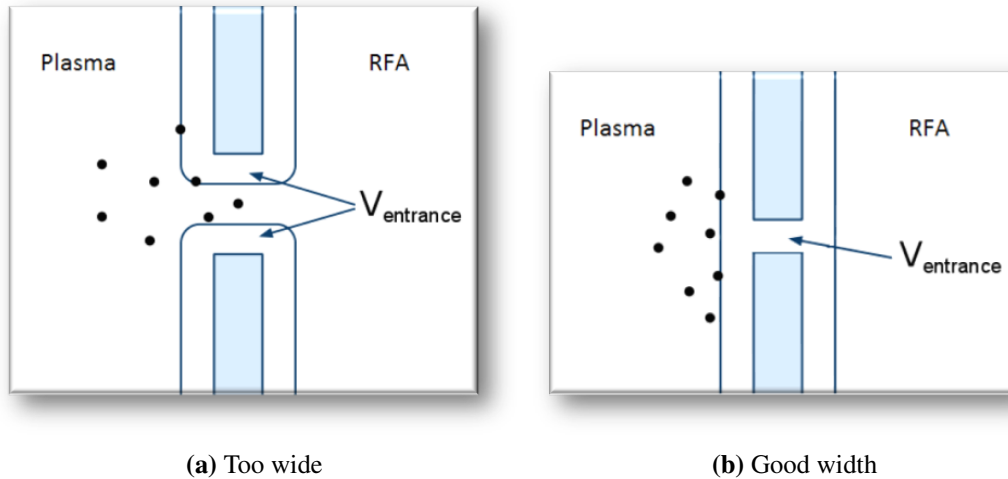 Plasma
RFA
Ventrance
Plasma
RFA
Ventrance
(a) Too wide
(b) Good width